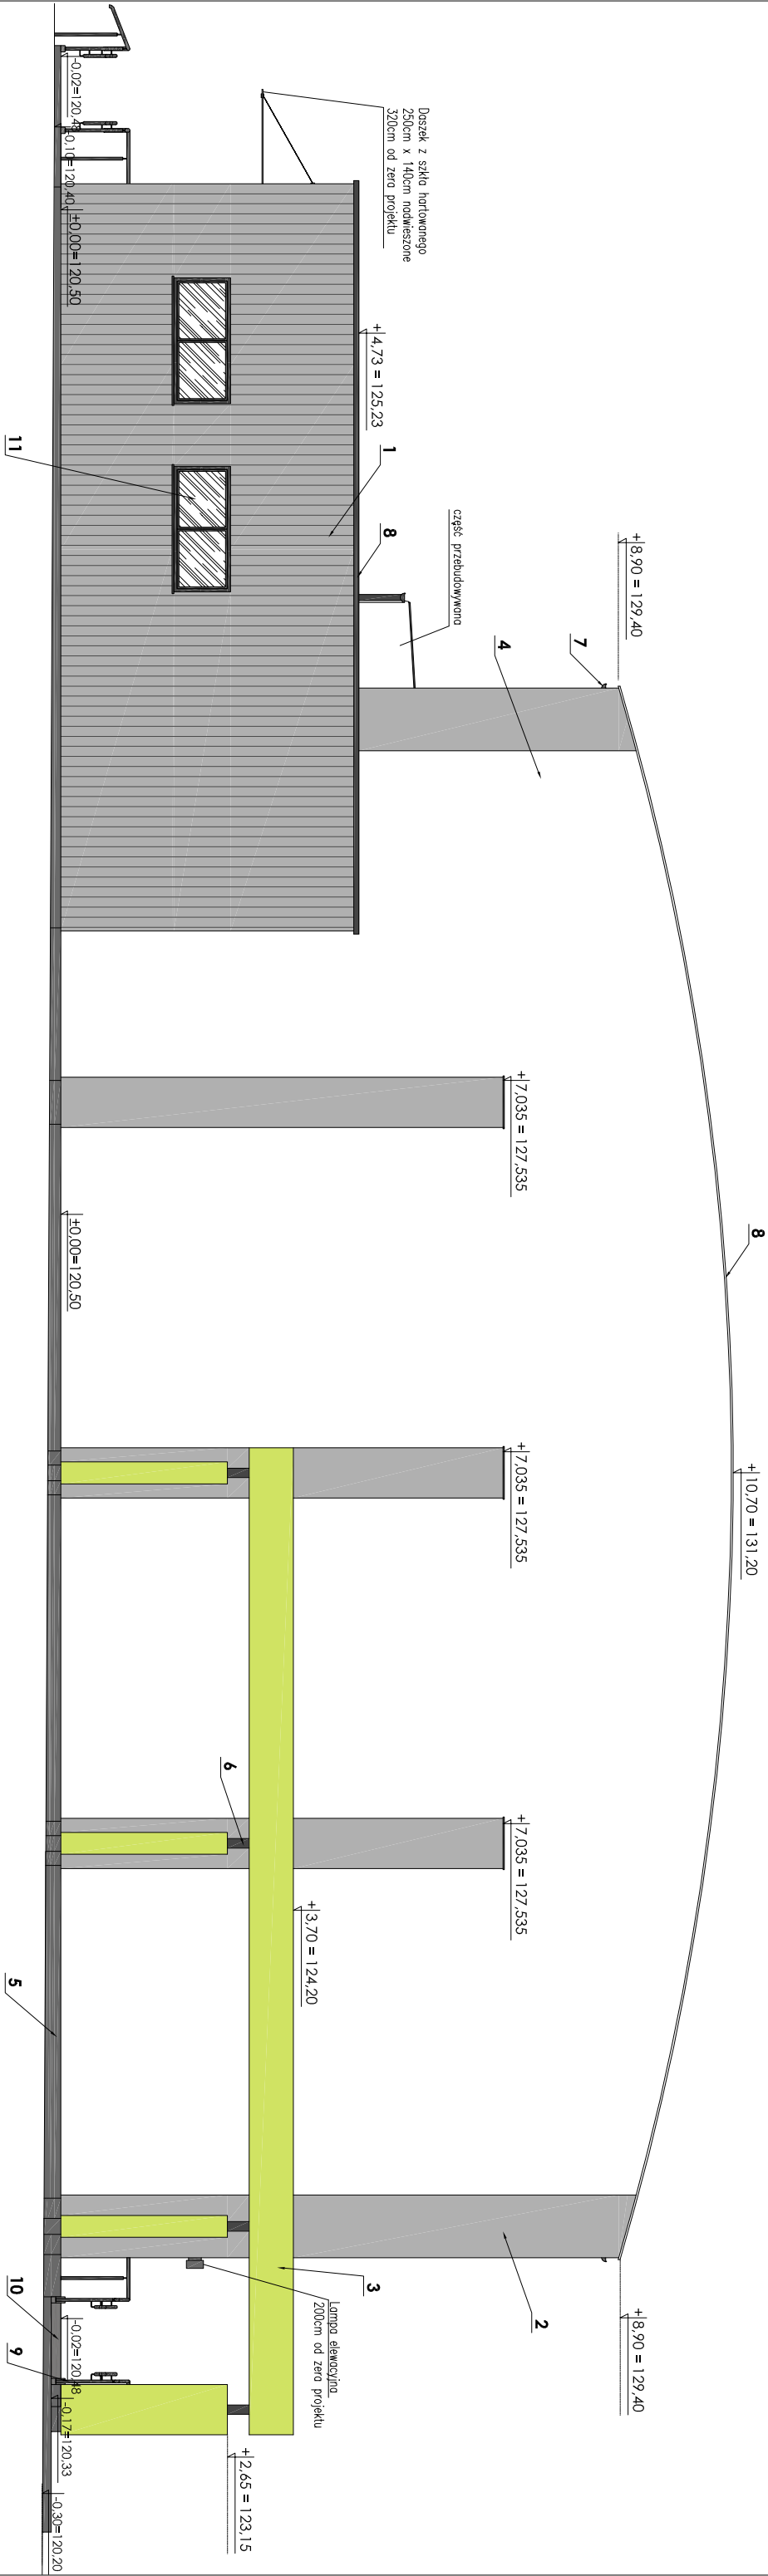 Daszek z szkła hartowanego
250cm x 140cm nadwieszone
320cm od zera projektu
-0,02=120,48
-0,10=120,40
±0,00=120,50
+4,73 = 125,23
1
8
11
część przebudowywana
+8,90 = 129,40
7
4
+7,035 = 127,535
±0,00=120,50
8
+10,70 = 131,20
+7,035 = 127,535
6
+7,035 = 127,535
+3,70 = 124,20
5
2
3
Lampa elewacyjna
200cm od zera projektu
+8,90 = 129,40
10
-0,02=120,48
9
-0,17=120,33
+2,65 = 123,15
-0,30=120,20